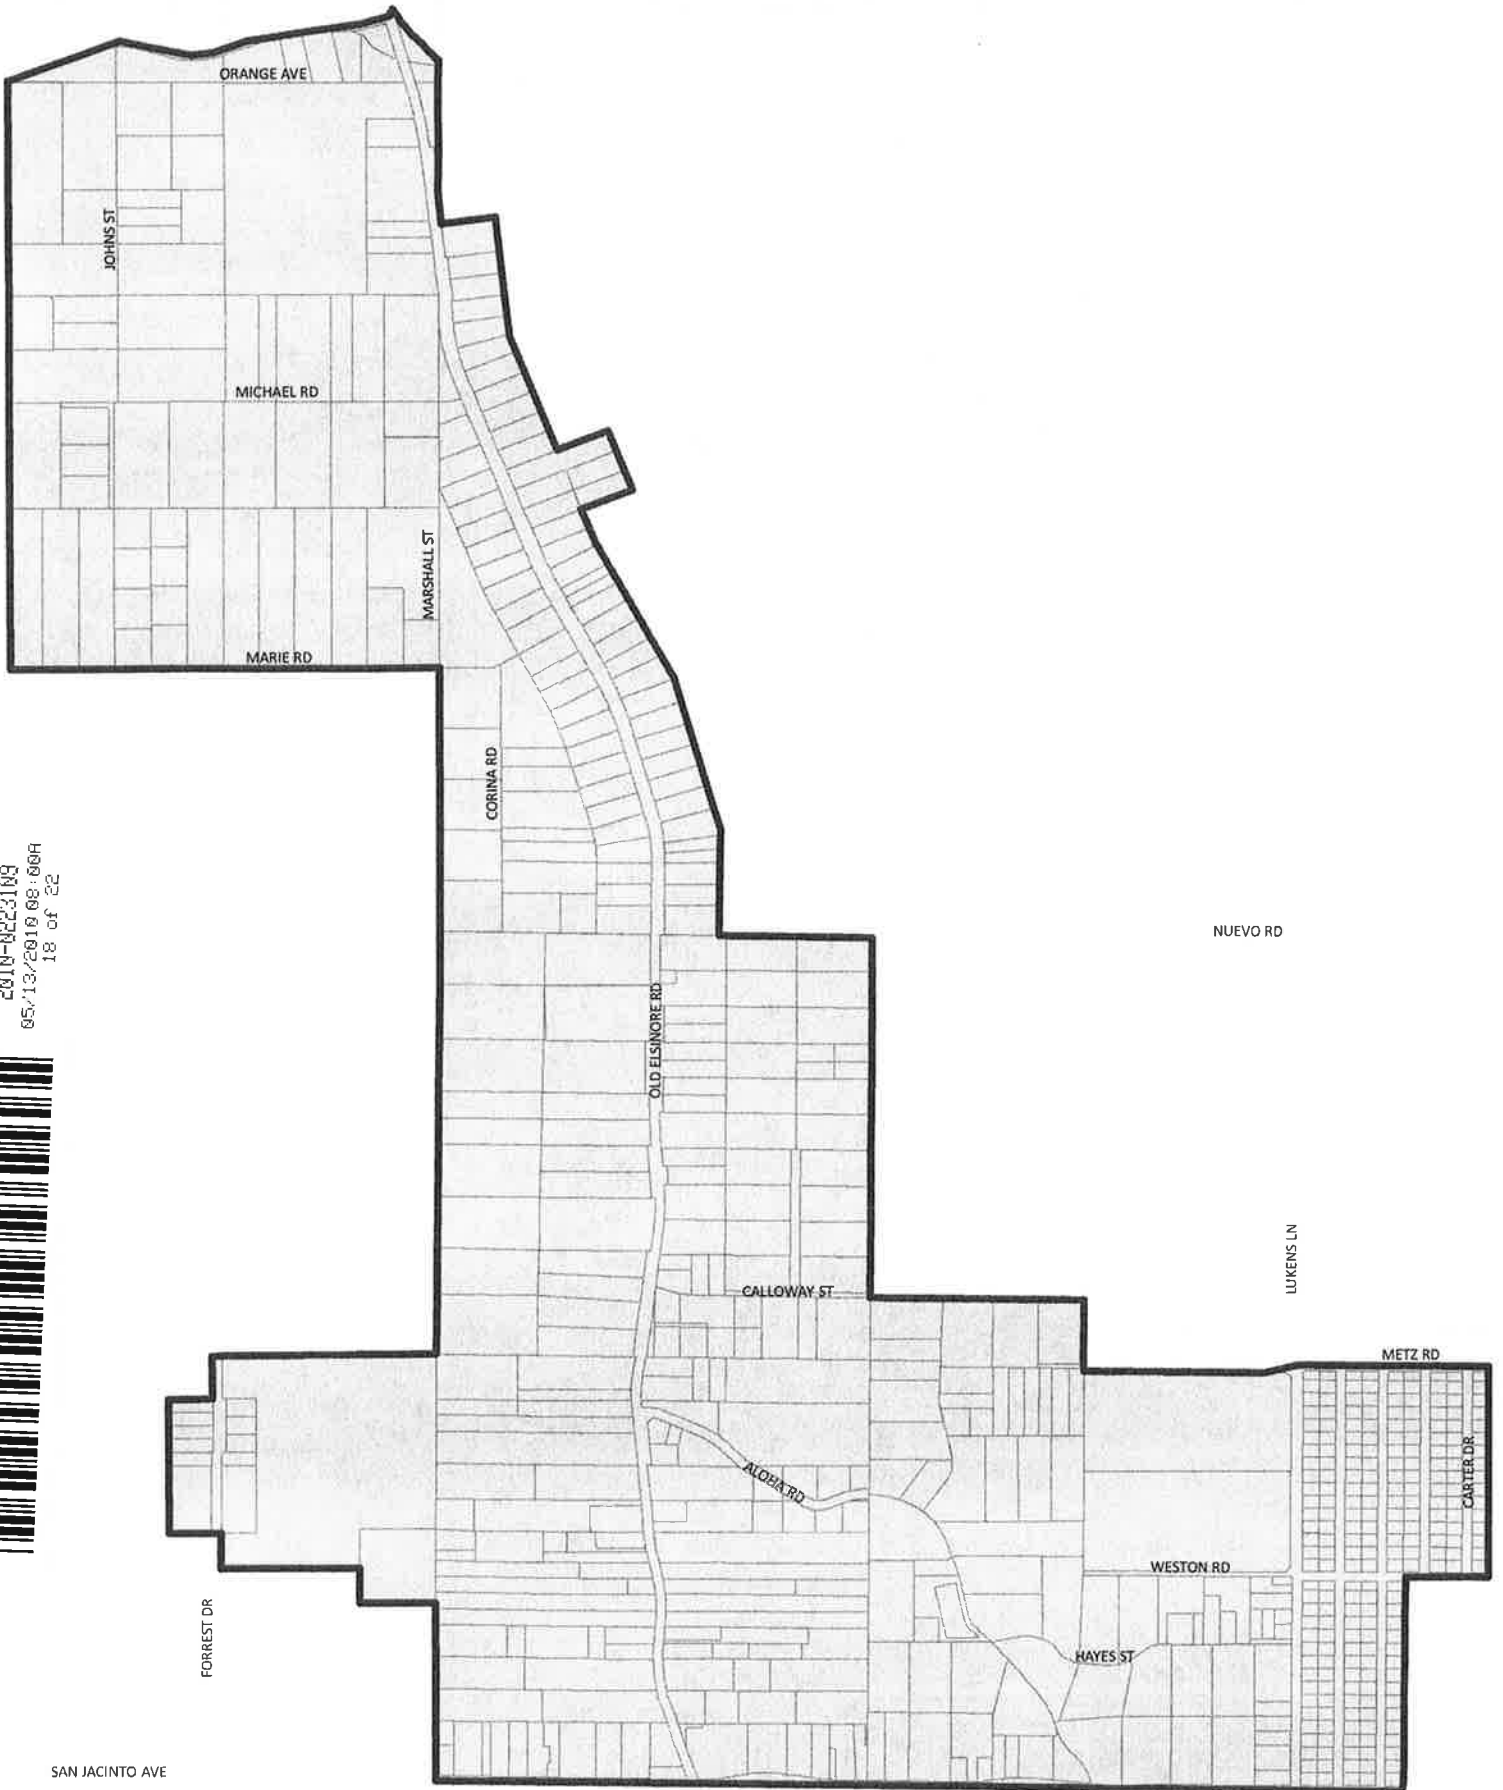 ORANGE AVE
JOHNS ST
MICHAEL RD
MARSHALL ST
MARIE RD
CORINA RD
2010-0223109
05/13/2010 08:00A
18 of 22
NUEVO RD
OLD ELSINORE RD
LUKENS LN
CALLOWAY ST
METZ RD
CARTER DR
ALOHA RD
WESTON RD
FORREST DR
HAYES ST
SAN JACINTO AVE